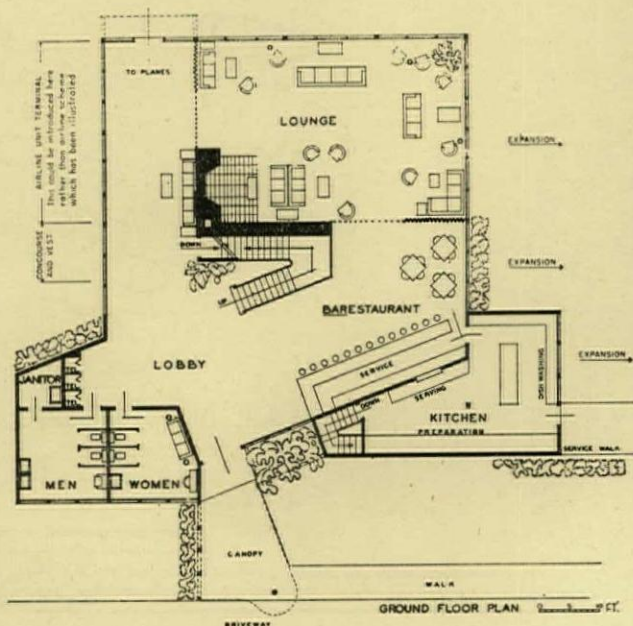 AIRLINE UNIT TERMINAL
This could be introduced here
rather than airline scheme
which has been illustrated
CONCOURSE
AND VEST
TO PLANES
LOUNGE
EXPANSION
EXPANSION
EXPANSION
DOWN
UP
BARESTAURANT
LOBBY
JANITOR
SERVICE
SERVING
DOWN
KITCHEN
PREPARATION
DISH WASHING
SERVICE WALK
MEN
WOMEN
CANOPY
WALK
DRIVEWAY
GROUND FLOOR PLAN
FT.